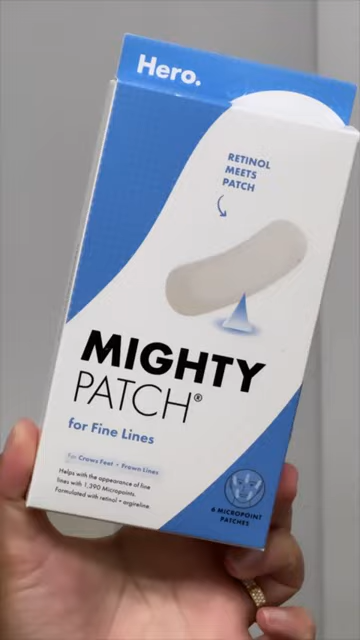 Hero.
RETINOL
MEETS
PATCH
MIGHTY
PATCH®
for Fine Lines
For Crows Feet • Frown Lines
Helps with the appearance of fine
lines with 1,390 Micropoints.
Formulated with retinol + argireline.
6 MICROPOINT
PATCHES